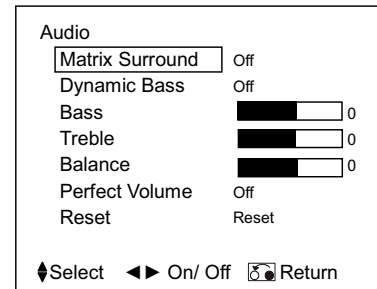 Audio
Matrix Surround Off
Dynamic Bass Off
Bass 0
Treble 0
Balance 0
Perfect Volume Off
Reset Reset
Select ◄► On/ Off Return